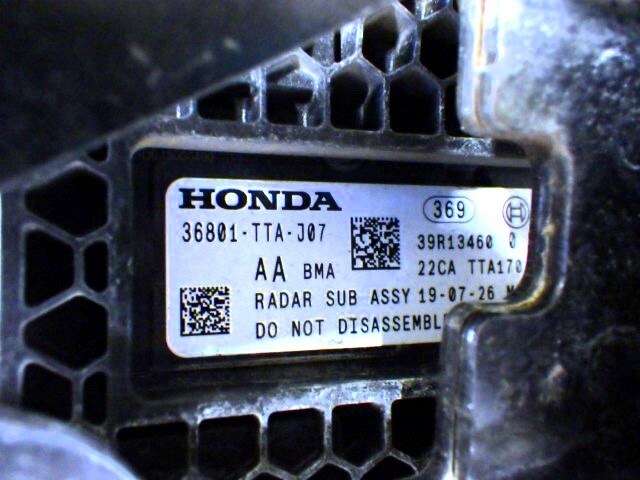 HONDA 369
36801-TTA-J07 39R13460 0
AA BMA 22CA TTA170
RADAR SUB ASSY 19-07-26
DO NOT DISASSEMBL